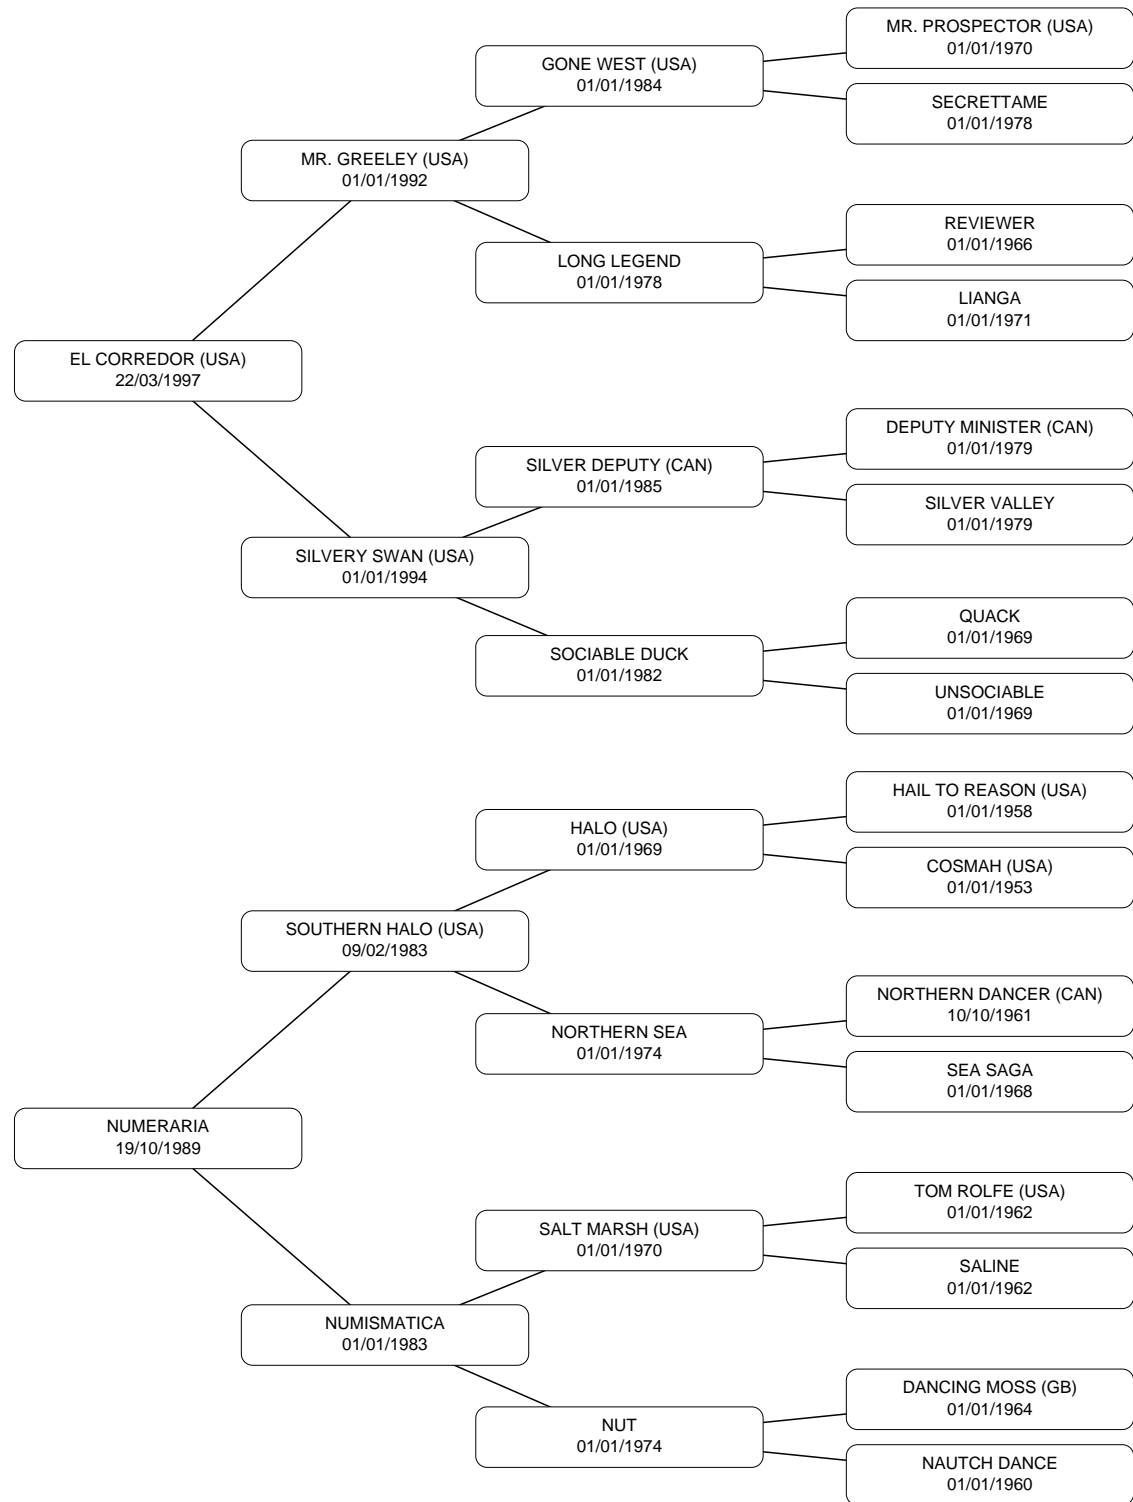 MR. PROSPECTOR (USA)
01/01/1970
GONE WEST (USA)
01/01/1984
SECRETTAME
01/01/1978
MR. GREELEY (USA)
01/01/1992
REVIEWER
01/01/1966
LONG LEGEND
01/01/1978
LIANGA
01/01/1971
EL CORREDOR (USA)
22/03/1997
DEPUTY MINISTER (CAN)
01/01/1979
SILVER DEPUTY (CAN)
01/01/1985
SILVER VALLEY
01/01/1979
SILVERY SWAN (USA)
01/01/1994
QUACK
01/01/1969
SOCIABLE DUCK
01/01/1982
UNSOCIABLE
01/01/1969
HAIL TO REASON (USA)
01/01/1958
HALO (USA)
01/01/1969
COSMAH (USA)
01/01/1953
SOUTHERN HALO (USA)
09/02/1983
NORTHERN DANCER (CAN)
10/10/1961
NORTHERN SEA
01/01/1974
SEA SAGA
01/01/1968
NUMERARIA
19/10/1989
TOM ROLFE (USA)
01/01/1962
SALT MARSH (USA)
01/01/1970
SALINE
01/01/1962
NUMISMATICA
01/01/1983
DANCING MOSS (GB)
01/01/1964
NUT
01/01/1974
NAUTCH DANCE
01/01/1960